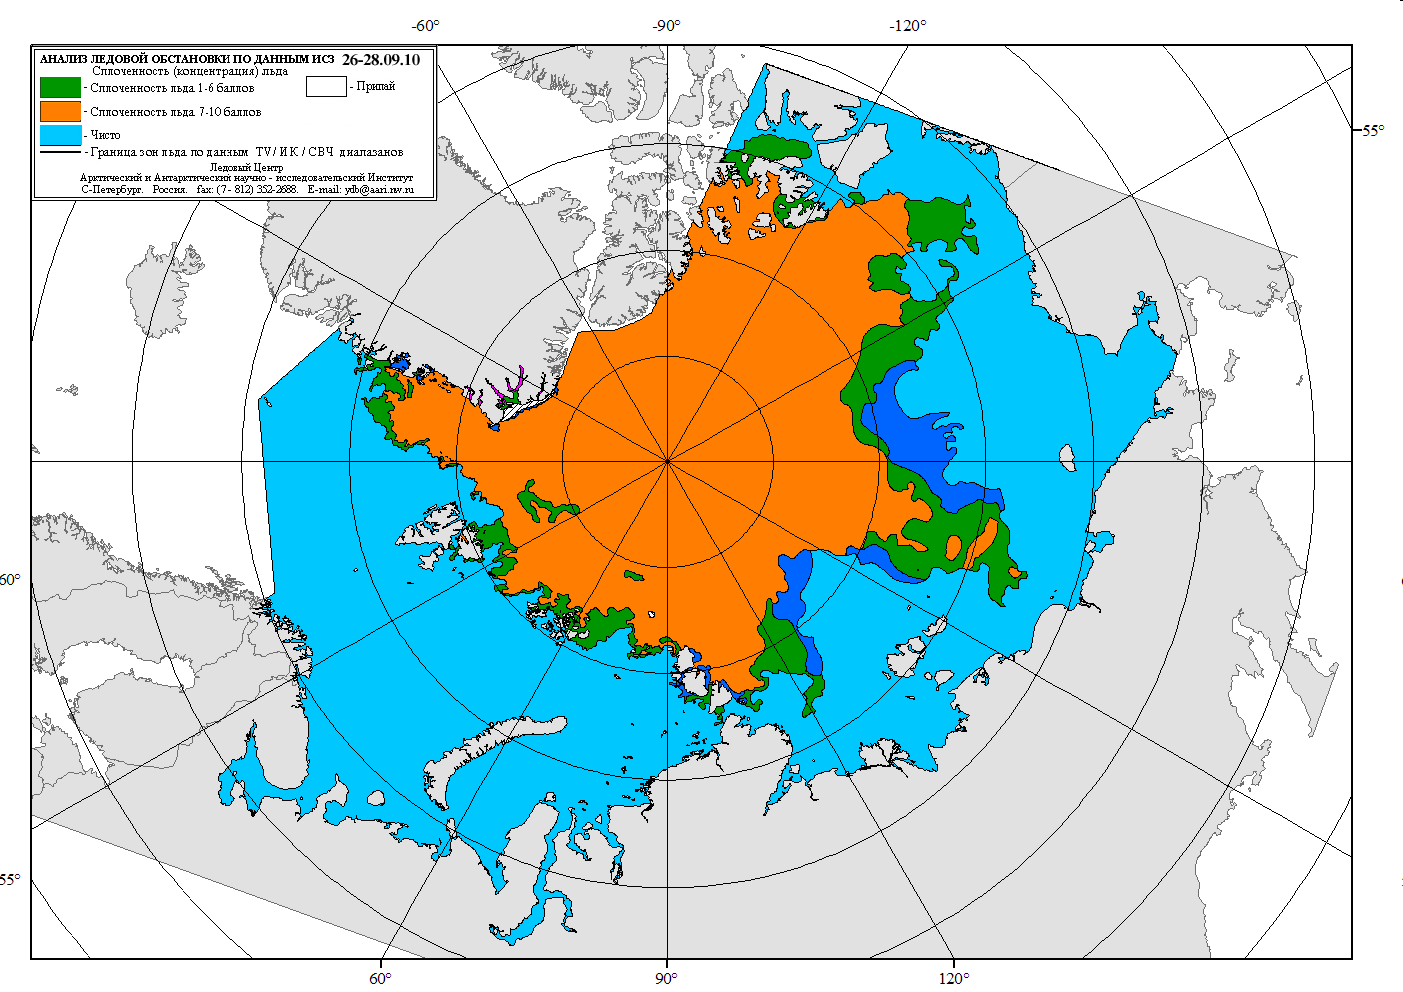 -60° -90° -120°
АНАЛИЗ ЛЕДОВОЙ ОБСТАНОВКИ ПО ДАННЫМ ИСЗ 26-28.09.10
Сплоченность (концентрация) льда
- Сплоченность льда 1-6 баллов
- Припай
- Сплоченность льда 7-10 баллов
- Чисто
- Граница зон льда по данным TV/ ИК / СВЧ диапазонов
Ледовый Центр
Арктический и Антарктический научно - исследовательский Институт
С-Петербург. Россия. fax: (7- 812) 352-2688. E-mail: ydb@aari.nw.ru
55°
60°
55°
60° 90° 120°